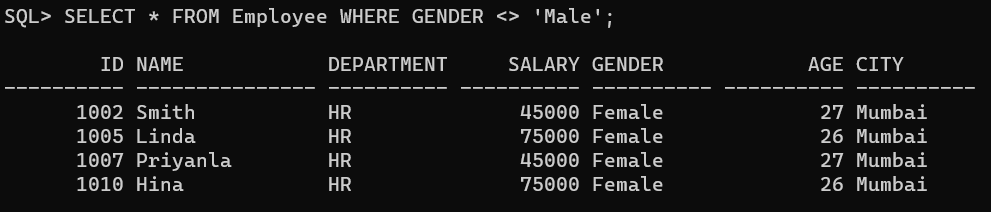 SQL> SELECT * FROM Employee WHERE GENDER <> 'Male';
ID NAME DEPARTMENT SALARY GENDER AGE CITY
---------- --------------- ---------- ---------- ---------- ---------- ----------
1002 Smith HR 45000 Female 27 Mumbai
1005 Linda HR 75000 Female 26 Mumbai
1007 Priyanla HR 45000 Female 27 Mumbai
1010 Hina HR 75000 Female 26 Mumbai